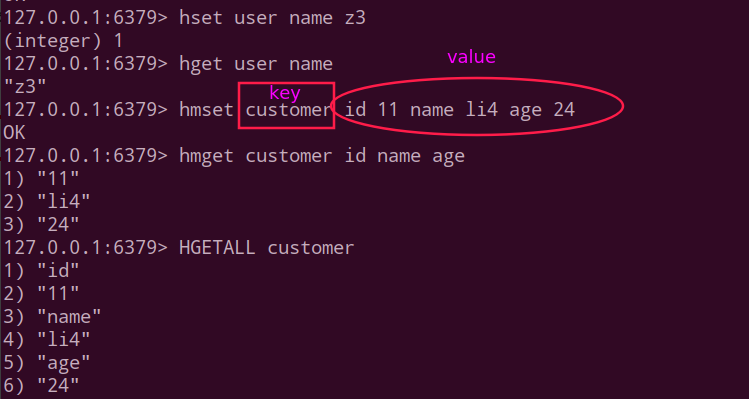 127.0.0.1:6379> hset user name z3
(integer) 1
127.0.0.1:6379> hget user name
value
"z3"
key
127.0.0.1:6379> hmset customer id 11 name li4 age 24
OK
127.0.0.1:6379> hmget customer id name age
1) "11"
2) "li4"
3) "24"
127.0.0.1:6379> HGETALL customer
1) "id"
2) "11"
3) "name"
4) "li4"
5) "age"
6) "24"